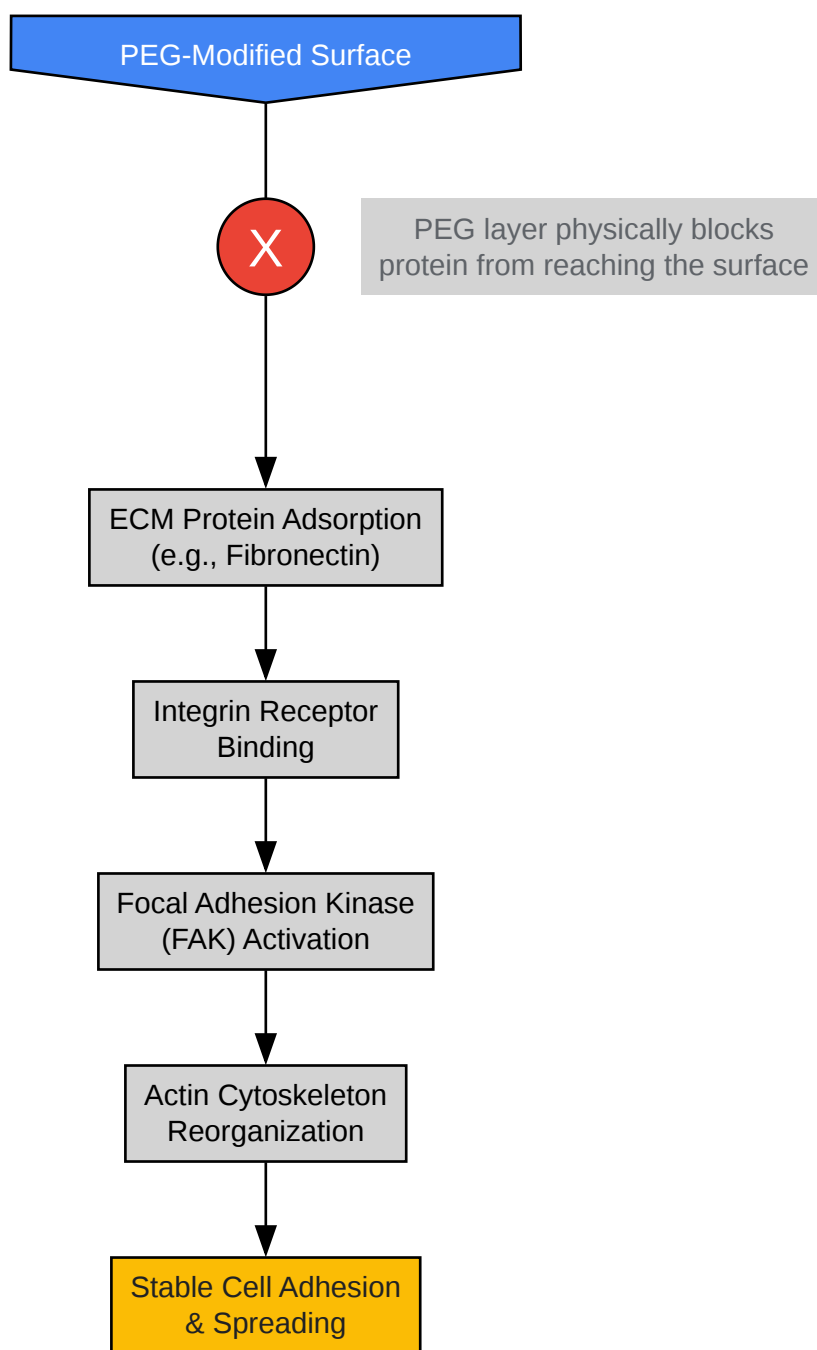 PEG-Modified Surface
X
PEG layer physically blocks
protein from reaching the surface
ECM Protein Adsorption
(e.g., Fibronectin)
Integrin Receptor
Binding
Focal Adhesion Kinase
(FAK) Activation
Actin Cytoskeleton
Reorganization
Stable Cell Adhesion
& Spreading